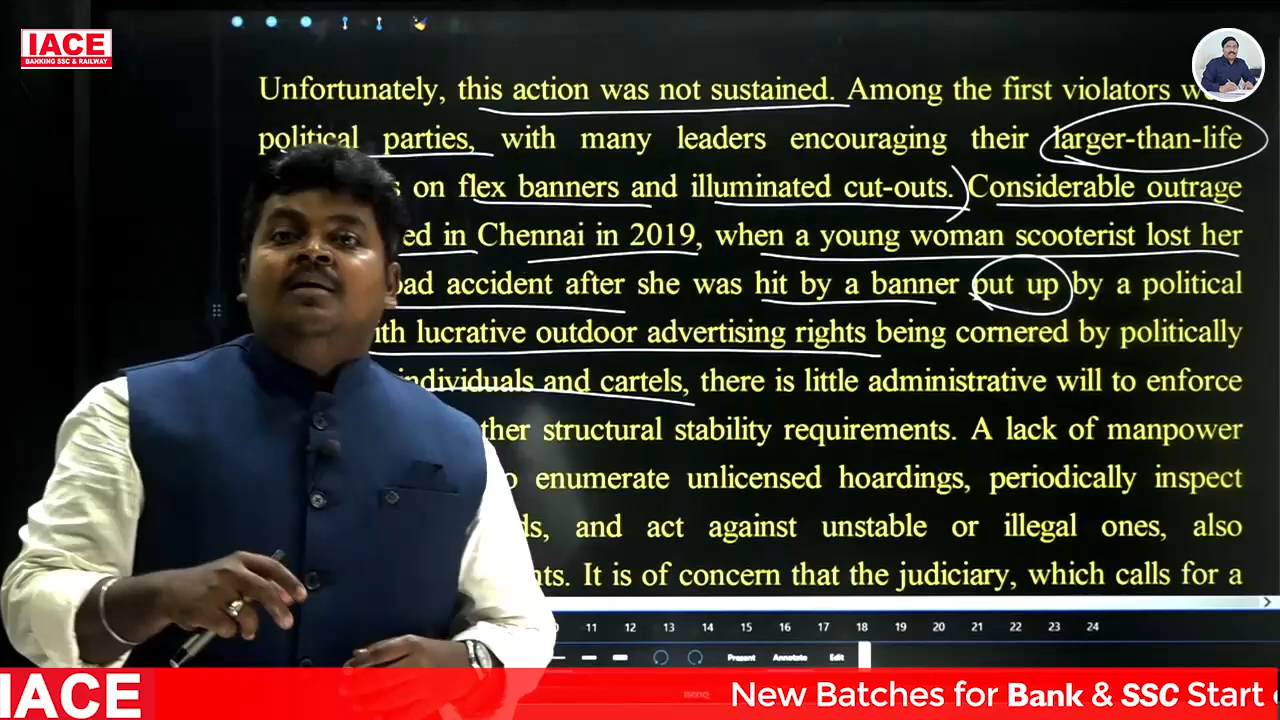 IACE
BANKING SSC & RAILWAY
Unfortunately, this action was not sustained. Among the first violators
political parties, with many leaders encouraging their larger-than-life
on flex banners and illuminated cut-outs. Considerable outrage
in Chennai in 2019, when a young woman scooterist lost her
accident after she was hit by a banner put up by a political
lucrative outdoor advertising rights being cornered by politically
individuals and cartels, there is little administrative will to enforce
structural stability requirements. A lack of manpower
enumerate unlicensed hoardings, periodically inspect
and act against unstable or illegal ones, also
It is of concern that the judiciary, which calls for a
11 12 13 14 15 16 17 18 19 20 21 22 23 24
Present Annotate Edit
BenQ
IACE New Batches for Bank & SSC Start